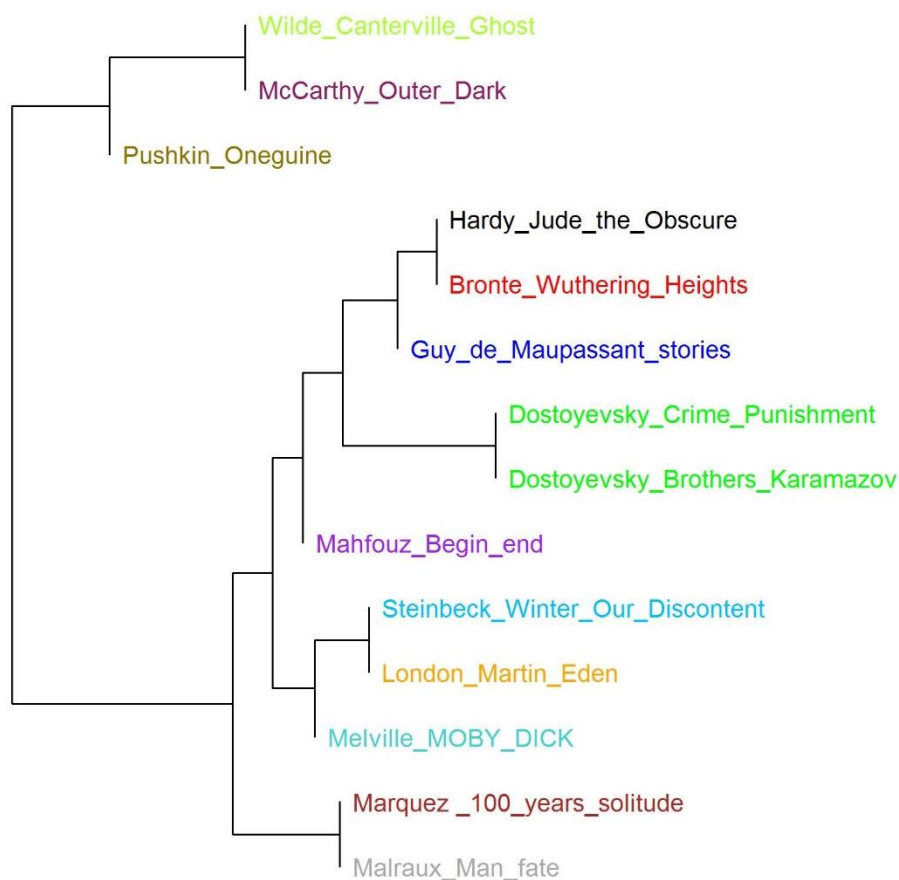 Wilde_Canterville_Ghost
McCarthy_Outer_Dark
Pushkin_Oneguine
Hardy_Jude_the_Obscure
Bronte_Wuthering_Heights
Guy_de_Maupassant_stories
Dostoyevsky_Crime_Punishment
Dostoyevsky_Brothers_Karamazov
Mahfouz_Begin_end
Steinbeck_Winter_Our_Discontent
London_Martin_Eden
Melville_MOBY_DICK
Marquez _100_years_solitude
Malraux_Man_fate